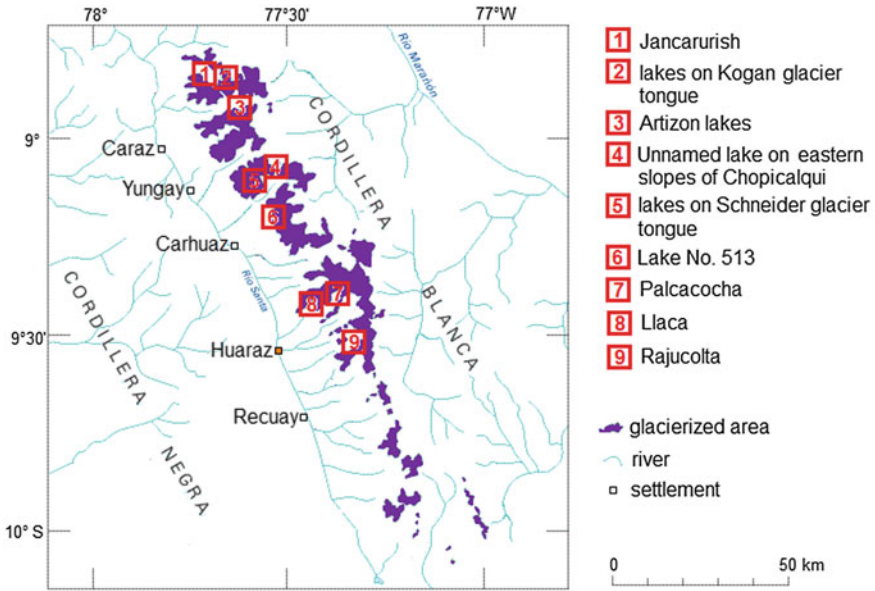 78° 77°30' 77°W
Rio Marañón
9°
9°30'
10° S
CORDILLERA
BLANCA
CORDILLERA
NEGRA
Caraz
Yungay
Carhuaz
Rio Santa
Huaraz
Recuay
1
2
3
4
5
6
7
8
9
1 Jancarurish
2 lakes on Kogan glacier
tongue
3 Artizon lakes
4 Unnamed lake on eastern
slopes of Chopicalqui
5 lakes on Schneider glacier
tongue
6 Lake No. 513
7 Palcacocha
8 Llaca
9 Rajucolta
glacierized area
river
settlement
0 50 km